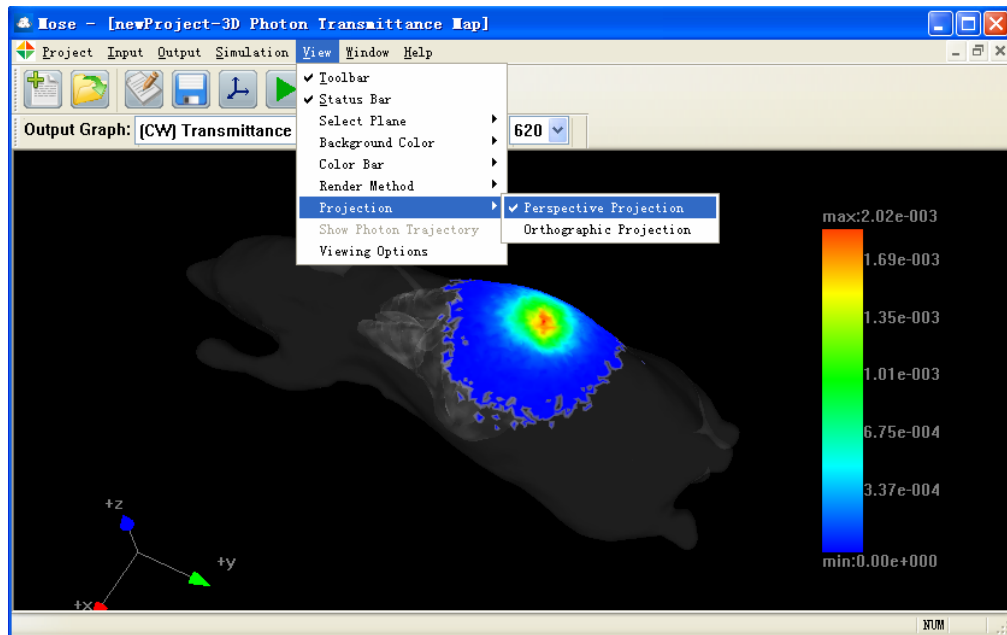 Mose - [newProject-3D Photon Transmittance Map]
Project Input Output Simulation View Window Help
Toolbar
Status Bar
Output Graph: (CW) Transmittance 620
Select Plane
Background Color
Color Bar
Render Method
Projection
Perspective Projection
Show Photon Trajectory
Orthographic Projection
Viewing Options
max:2.02e-003
1.69e-003
1.35e-003
1.01e-003
6.75e-004
3.37e-004
min:0.00e+000
+z
+y
+x
NUM